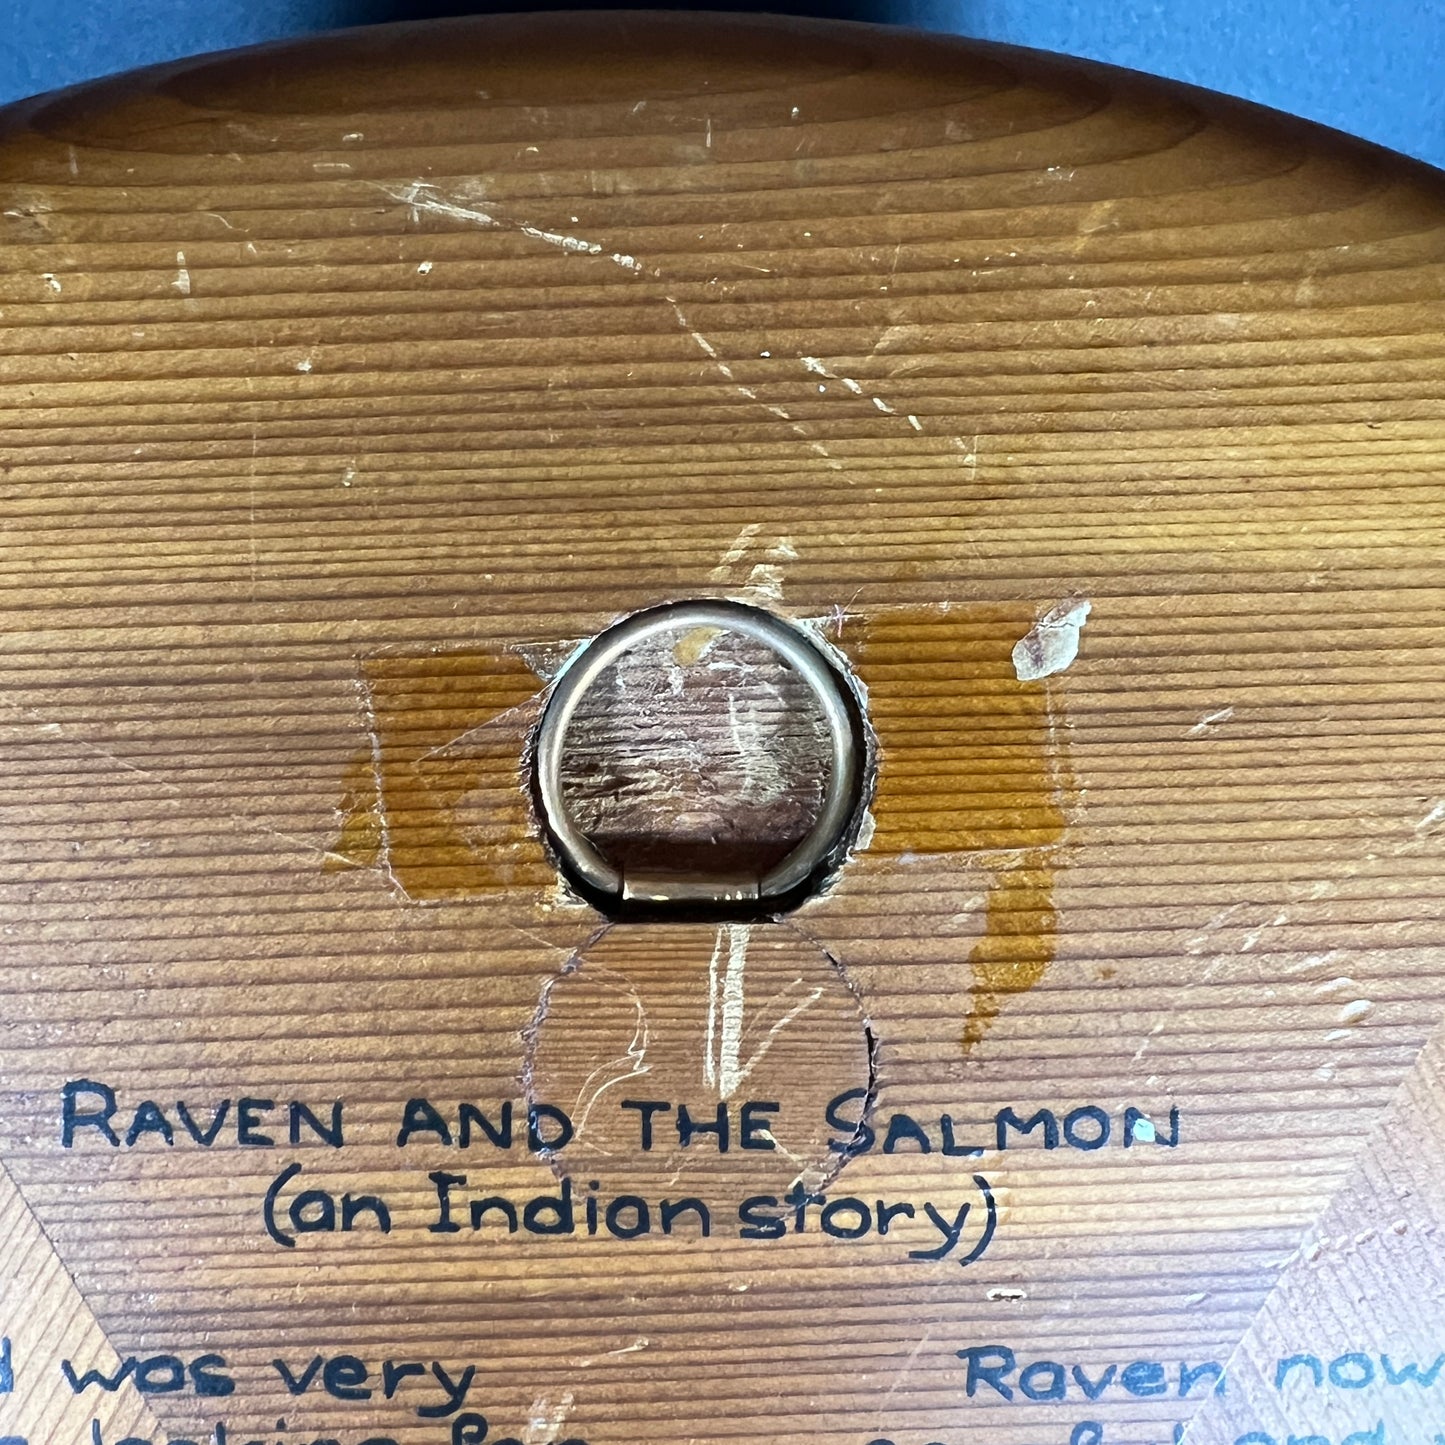 RAVEN AND THE SALMON
(an Indian story)
was very
Raven now